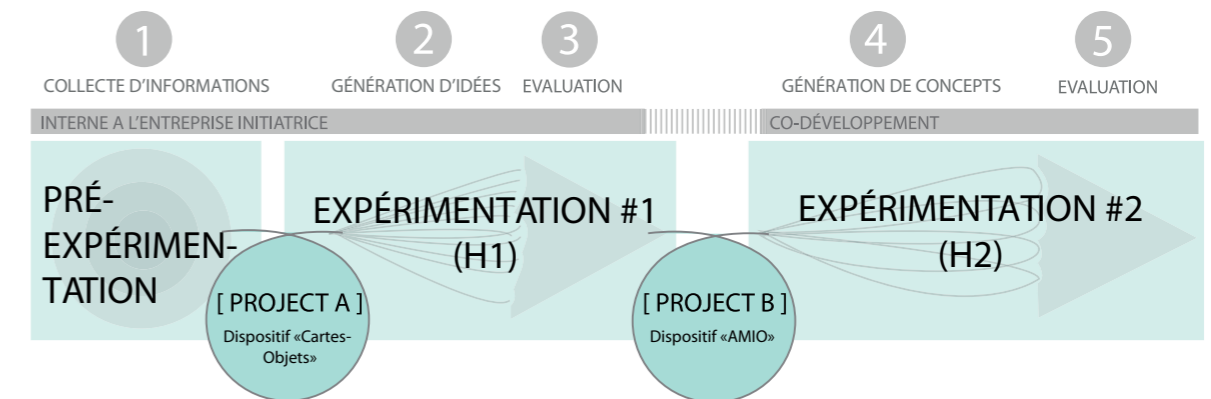 1
2
3
4
5
COLLECTE D’INFORMATIONS
GÉNÉRATION D’IDÉES
EVALUATION
GÉNÉRATION DE CONCEPTS
EVALUATION
INTERNE A L’ENTREPRISE INITIATRICE
CO-DÉVELOPPEMENT
PRÉ-
EXPÉRIMEN-
TATION
EXPÉRIMENTATION #1
(H1)
EXPÉRIMENTATION #2
(H2)
[ PROJECT A ]
Dispositif «Cartes-
Objets»
[ PROJECT B ]
Dispositif «AMIO»